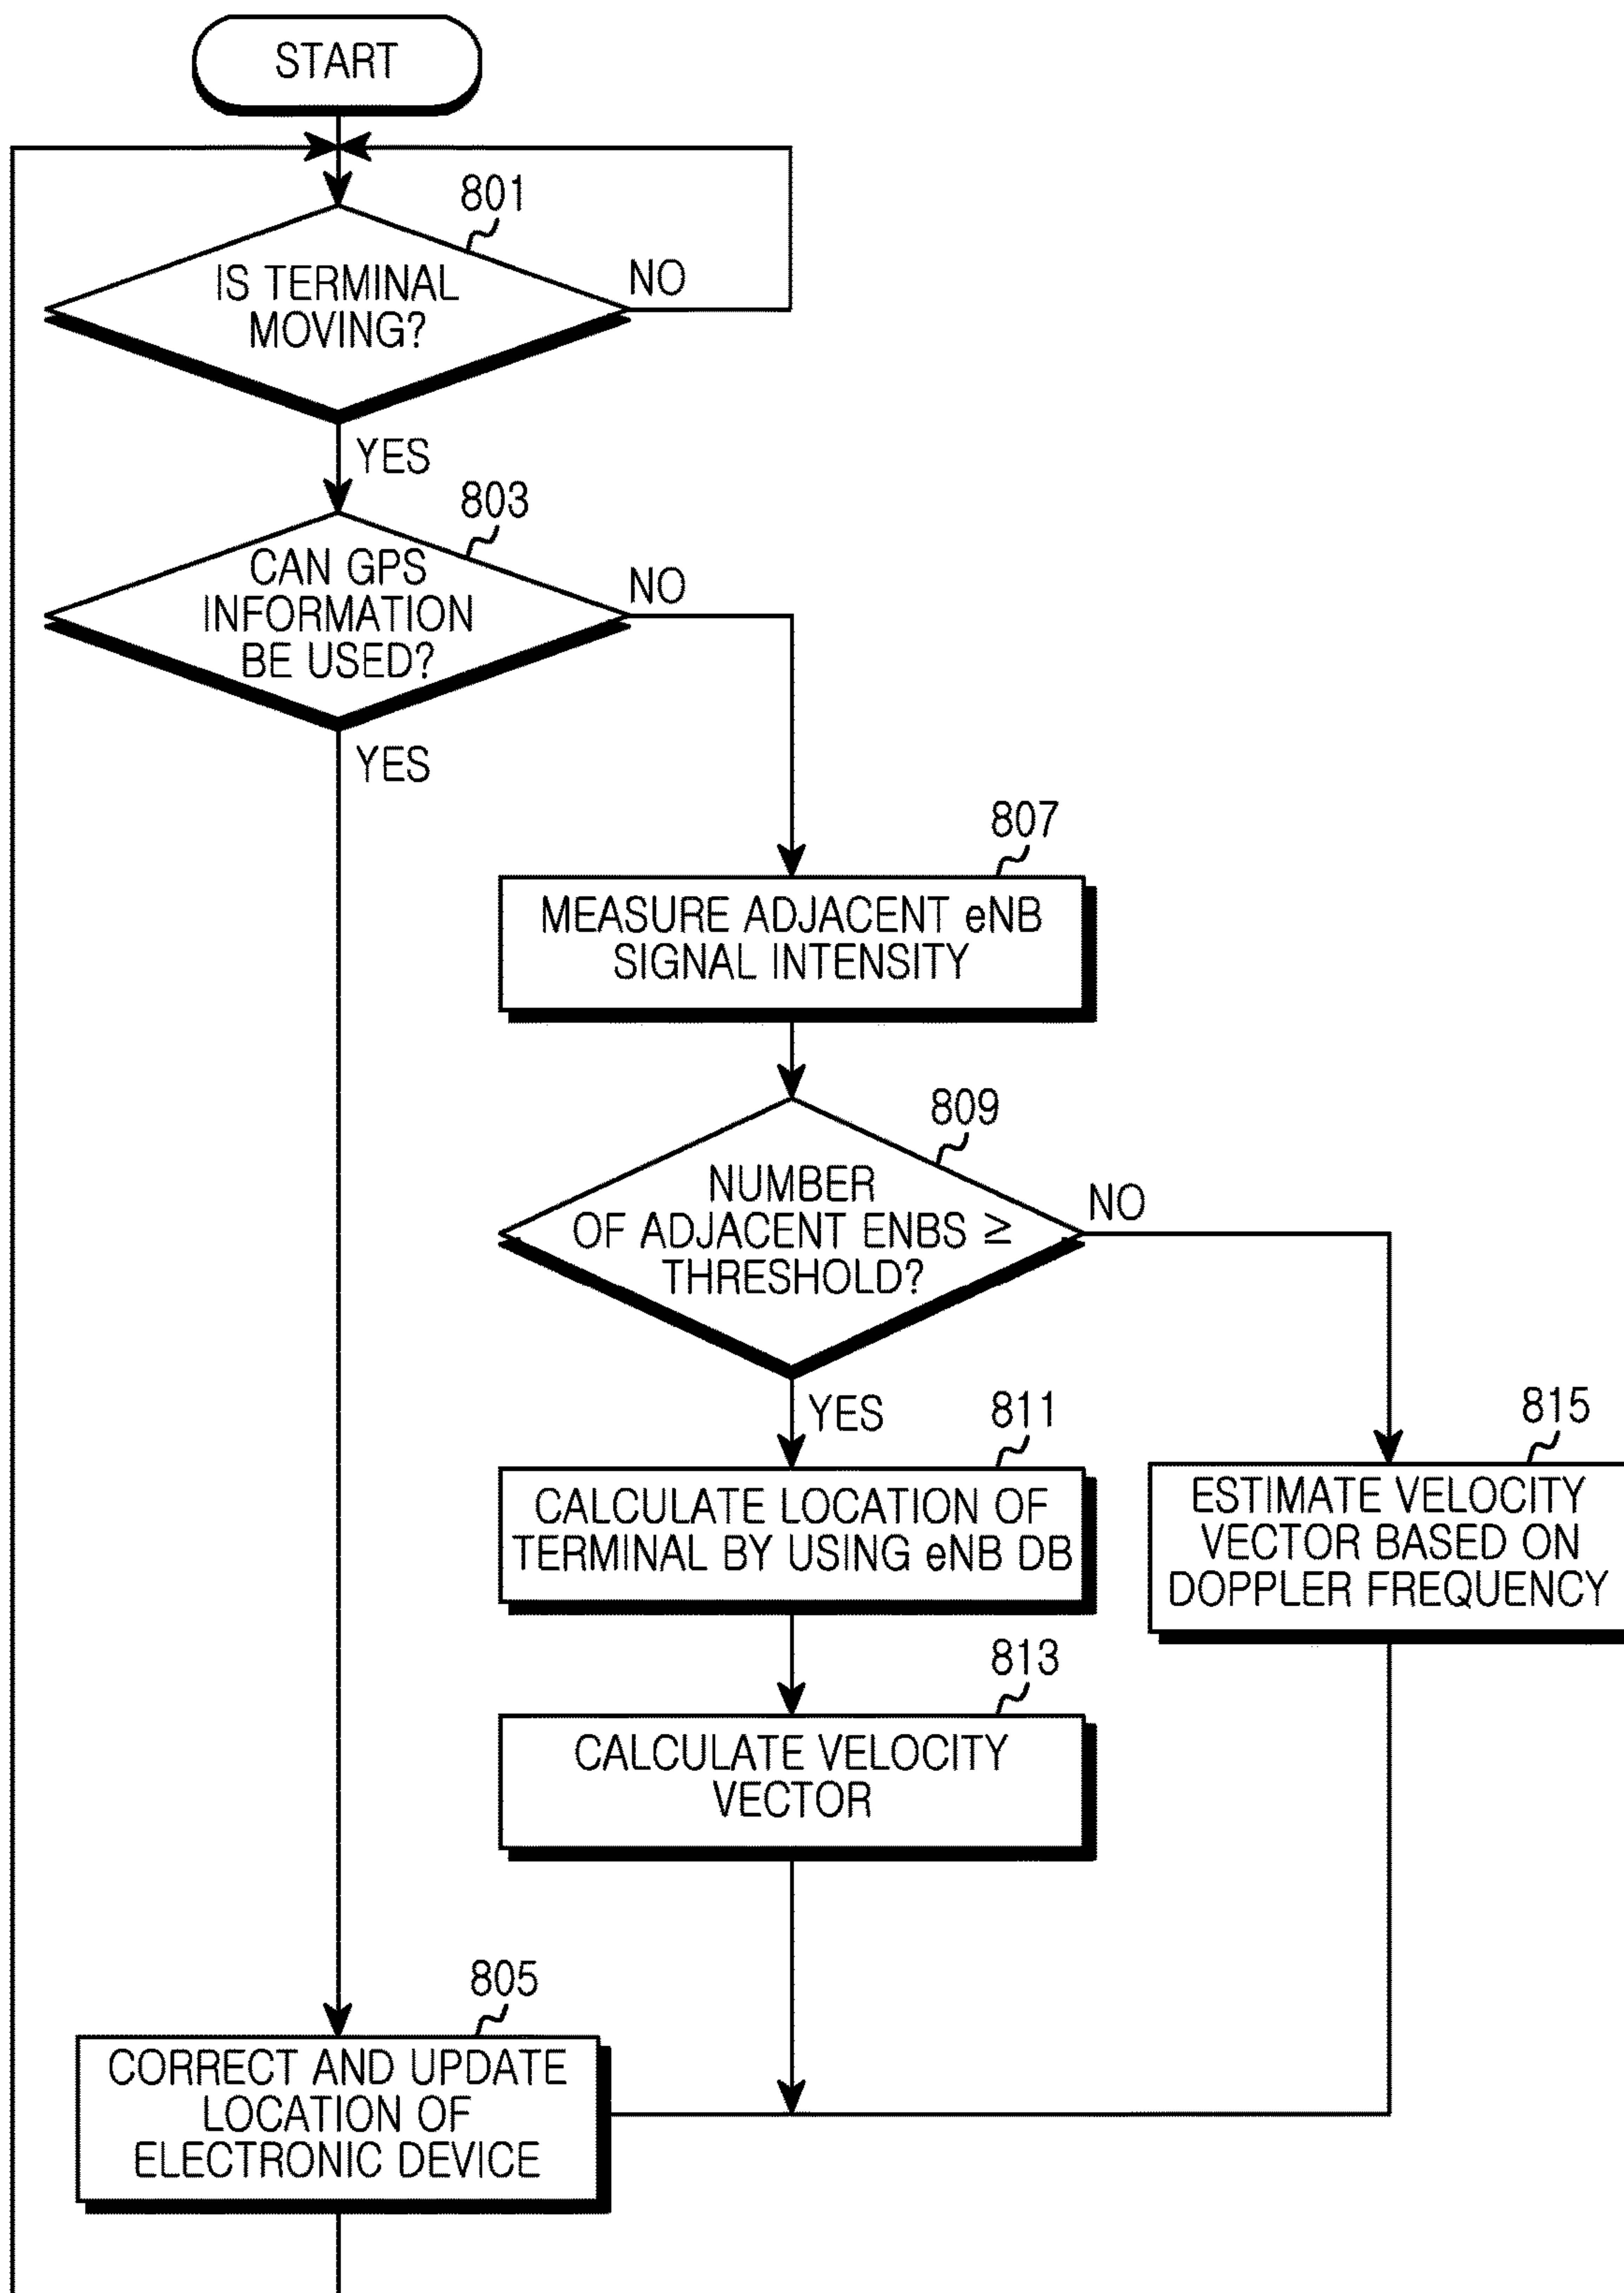 START
801
IS TERMINAL
MOVING?
NO
YES
803
CAN GPS
INFORMATION
BE USED?
NO
YES
807
MEASURE ADJACENT eNB
SIGNAL INTENSITY
809
NUMBER
OF ADJACENT ENBS ≥
THRESHOLD?
NO
YES
811
CALCULATE LOCATION OF
TERMINAL BY USING eNB DB
815
ESTIMATE VELOCITY
VECTOR BASED ON
DOPPLER FREQUENCY
813
CALCULATE VELOCITY
VECTOR
805
CORRECT AND UPDATE
LOCATION OF
ELECTRONIC DEVICE